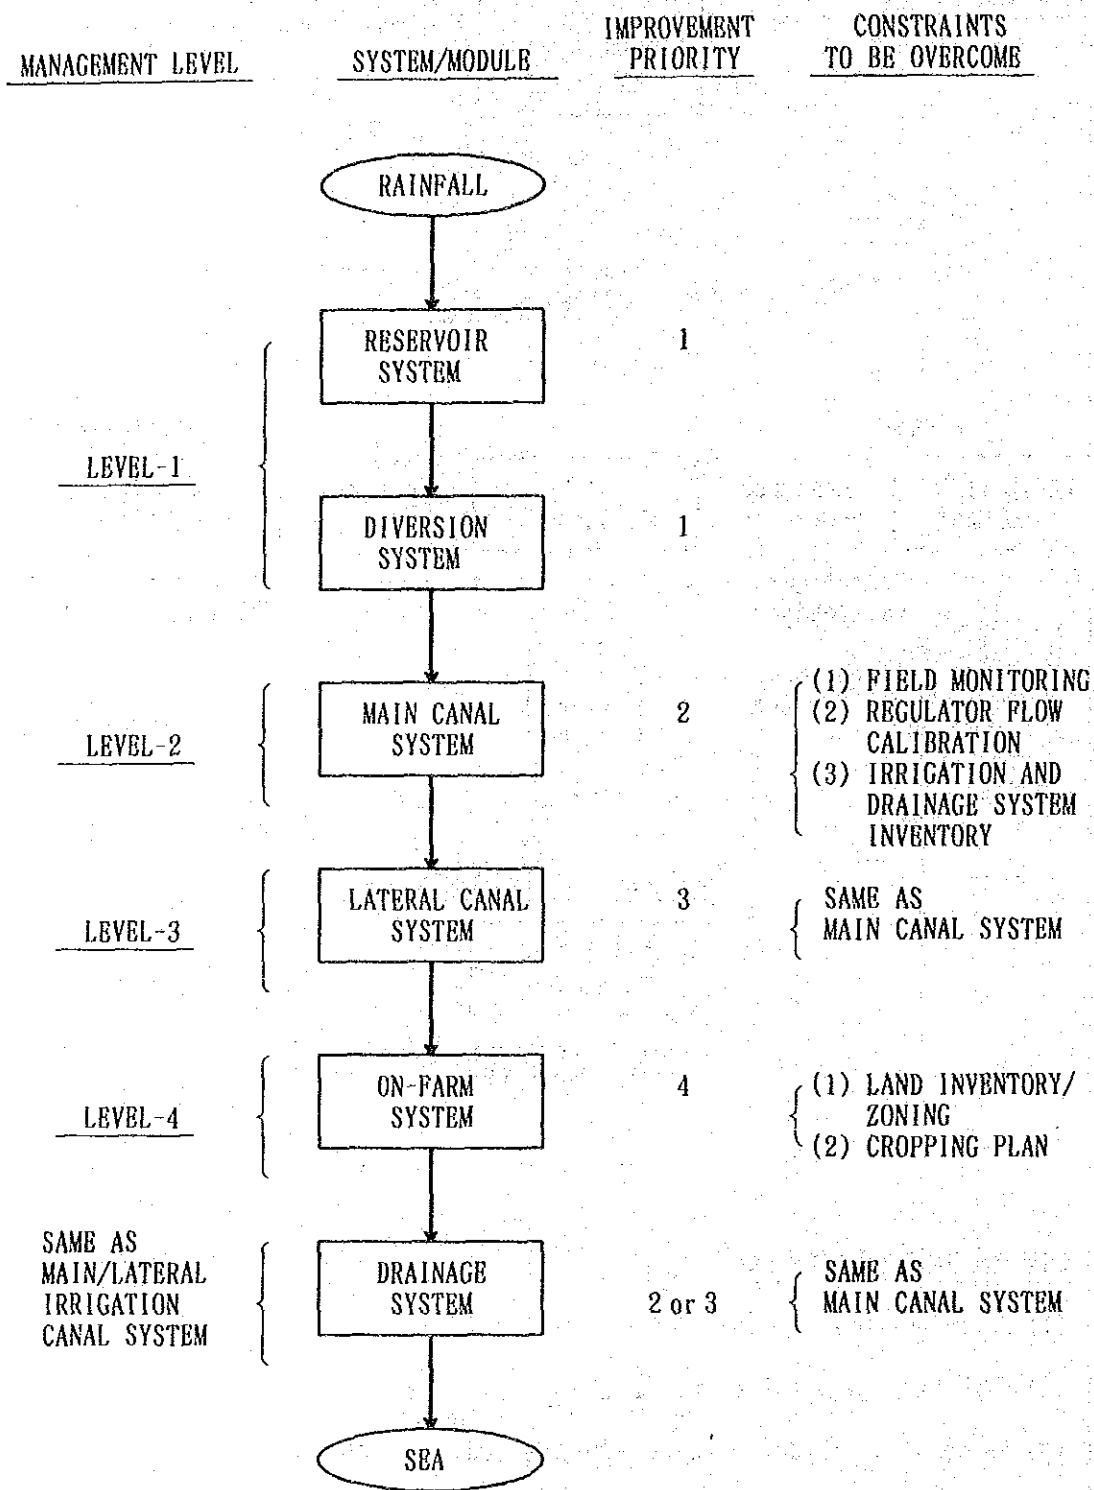 MANAGEMENT LEVEL
SYSTEM/MODULE
IMPROVEMENT
PRIORITY
CONSTRAINTS
TO BE OVERCOME
RAINFALL
RESERVOIR
SYSTEM
1
LEVEL-1
DIVERSION
SYSTEM
1
LEVEL-2
MAIN CANAL
SYSTEM
2
(1) FIELD MONITORING
(2) REGULATOR FLOW
CALIBRATION
(3) IRRIGATION AND
DRAINAGE SYSTEM
INVENTORY
LEVEL-3
LATERAL CANAL
SYSTEM
3
SAME AS
MAIN CANAL SYSTEM
LEVEL-4
ON-FARM
SYSTEM
4
(1) LAND INVENTORY/
ZONING
(2) CROPPING PLAN
SAME AS
MAIN/LATERAL
IRRIGATION
CANAL SYSTEM
DRAINAGE
SYSTEM
2 or 3
SAME AS
MAIN CANAL SYSTEM
SEA